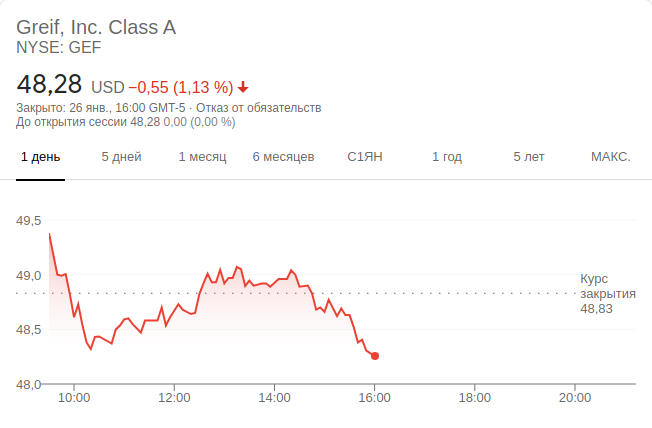 Greif, Inc. Class A
NYSE: GEF
48,28 USD −0,55 (1,13 %)
Закрыто: 26 янв., 16:00 GMT-5 · Отказ от обязательств
До открытия сессии 48,28 0,00 (0,00 %)
1 день 5 дней 1 месяц 6 месяцев С1ЯН 1 год 5 лет МАКС.
49,5
49,0
48,5
48,0
Курс
закрытия
48,83
10:00 12:00 14:00 16:00 18:00 20:00